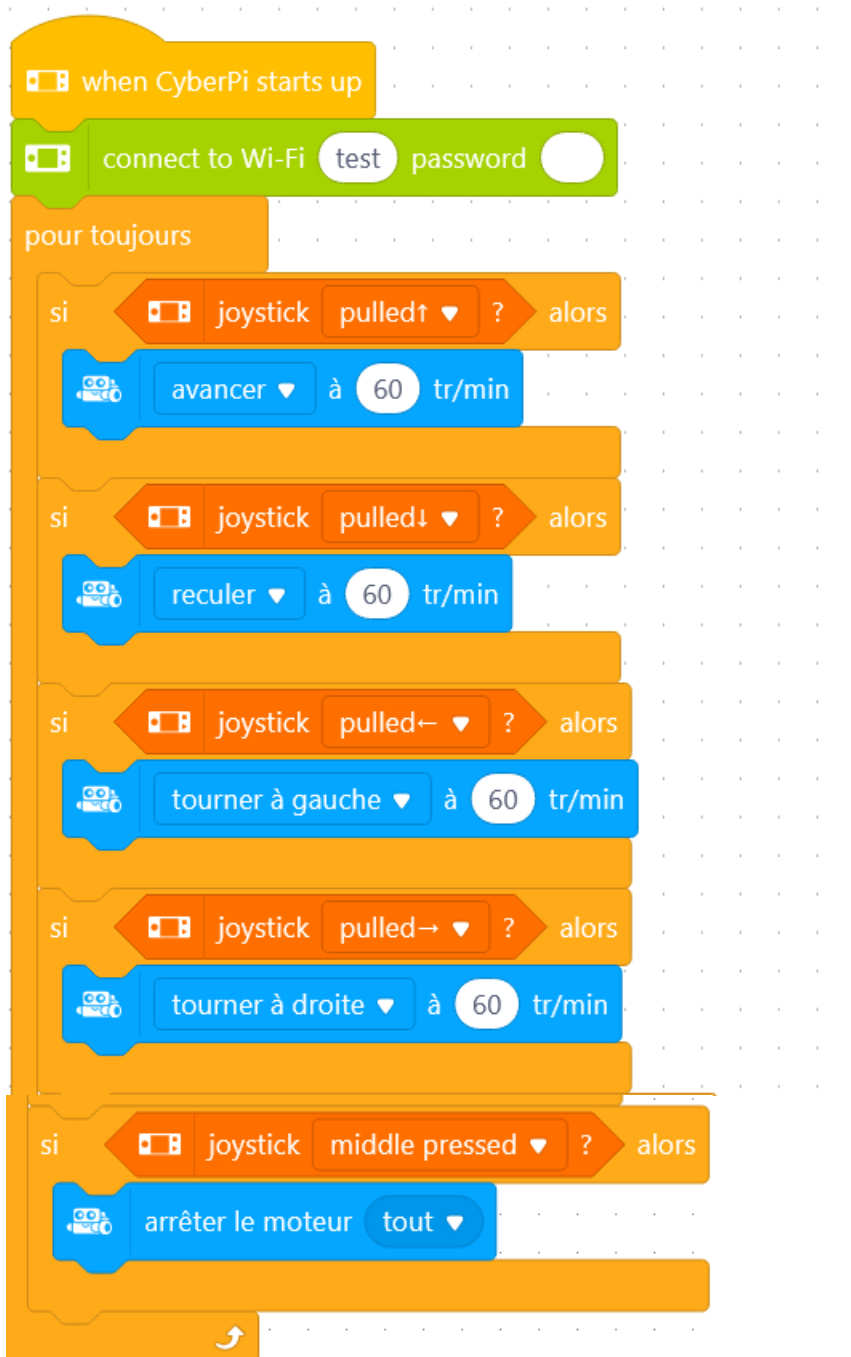 when CyberPi starts up
connect to Wi-Fi test password
pour toujours
si joystick pulled↑ ? alors
avancer à 60 tr/min
si joystick pulled↓ ? alors
reculer à 60 tr/min
si joystick pulled← ? alors
tourner à gauche à 60 tr/min
si joystick pulled→ ? alors
tourner à droite à 60 tr/min
si joystick middle pressed ? alors
arrêter le moteur tout